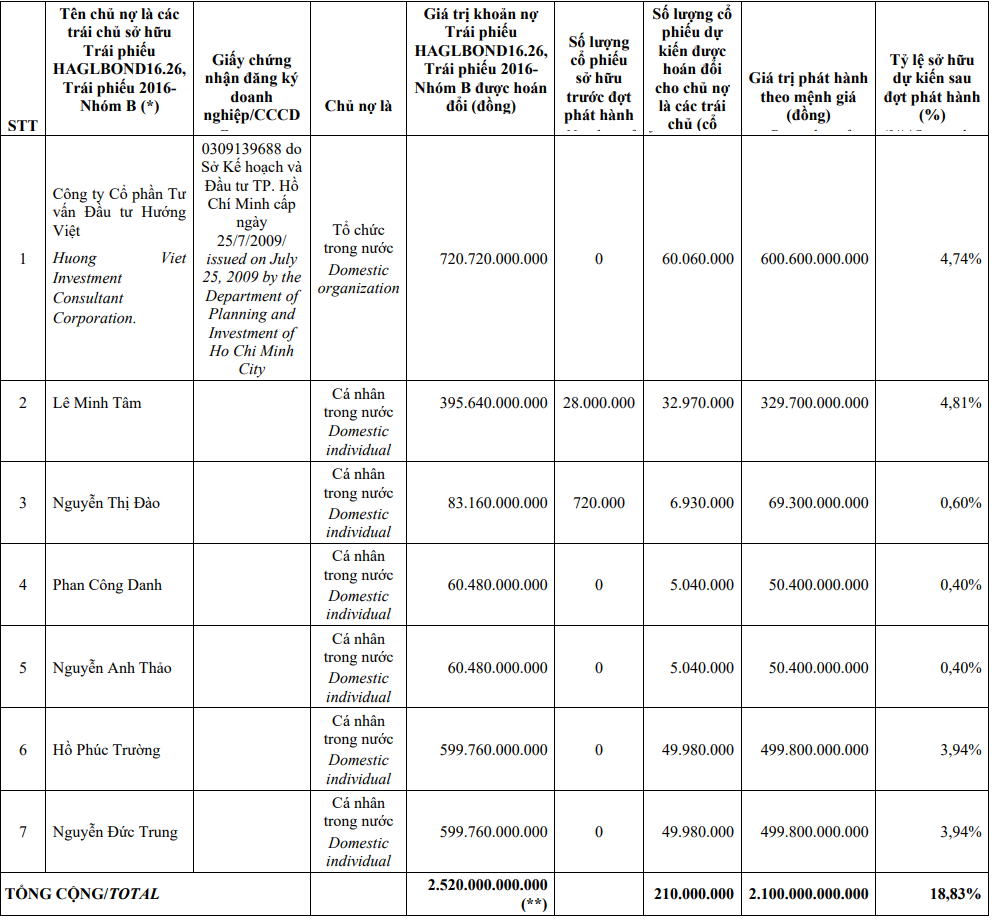 STT
Tên chủ nợ là các
trái chủ sở hữu
Trái phiếu
HAGLBOND16.26,
Trái phiếu 2016-
Nhóm B (*)
Giấy chứng
nhận đăng ký
doanh
nghiệp/CCCD
Chủ nợ là
Giá trị khoản nợ
Trái phiếu
HAGLBOND16.26,
Trái phiếu 2016-
Nhóm B được hoán
đổi (đồng)
Số lượng
cổ phiếu
sở hữu
trước đợt
phát hành
Số lượng cổ
phiếu dự
kiến được
hoán đổi
cho chủ nợ
là các trái
chủ (cổ
Giá trị phát hành
theo mệnh giá
(đồng)
Tỷ lệ sở hữu
dự kiến sau
đợt phát hành
(%)
1
Công ty Cổ phần Tư
vấn Đầu tư Hướng
Việt
Huong Viet
Investment
Consultant
Corporation.
0309139688 do
Sở Kế hoạch và
Đầu tư TP. Hồ
Chí Minh cấp
ngày
25/7/2009/
issued on July
25, 2009 by the
Department of
Planning and
Investment of
Ho Chi Minh
City
Tổ chức
trong nước
Domestic
organization
720.720.000.000
0
60.060.000
600.600.000.000
4,74%
2
Lê Minh Tâm
Cá nhân
trong nước
Domestic
individual
395.640.000.000
28.000.000
32.970.000
329.700.000.000
4,81%
3
Nguyễn Thị Đào
Cá nhân
trong nước
Domestic
individual
83.160.000.000
720.000
6.930.000
69.300.000.000
0,60%
4
Phan Công Danh
Cá nhân
trong nước
Domestic
individual
60.480.000.000
0
5.040.000
50.400.000.000
0,40%
5
Nguyễn Anh Thảo
Cá nhân
trong nước
Domestic
individual
60.480.000.000
0
5.040.000
50.400.000.000
0,40%
6
Hồ Phúc Trường
Cá nhân
trong nước
Domestic
individual
599.760.000.000
0
49.980.000
499.800.000.000
3,94%
7
Nguyễn Đức Trung
Cá nhân
trong nước
Domestic
individual
599.760.000.000
0
49.980.000
499.800.000.000
3,94%
TỔNG CỘNG/TOTAL
2.520.000.000.000
(**)
210.000.000
2.100.000.000.000
18,83%